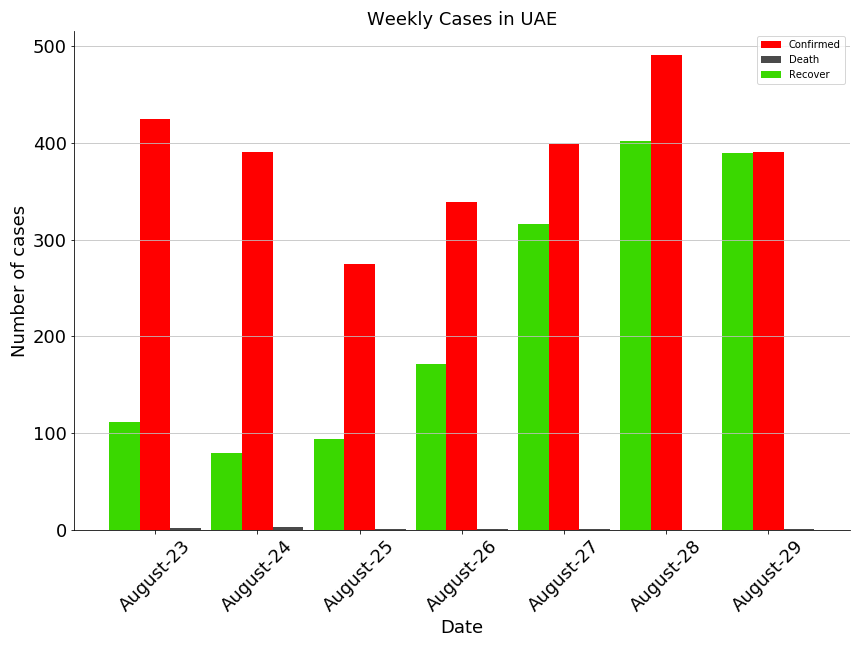 Weekly Cases in UAE
Confirmed
Death
Recover
Number of cases
500
400
300
200
100
0
August-23
August-24
August-25
August-26
August-27
August-28
August-29
Date